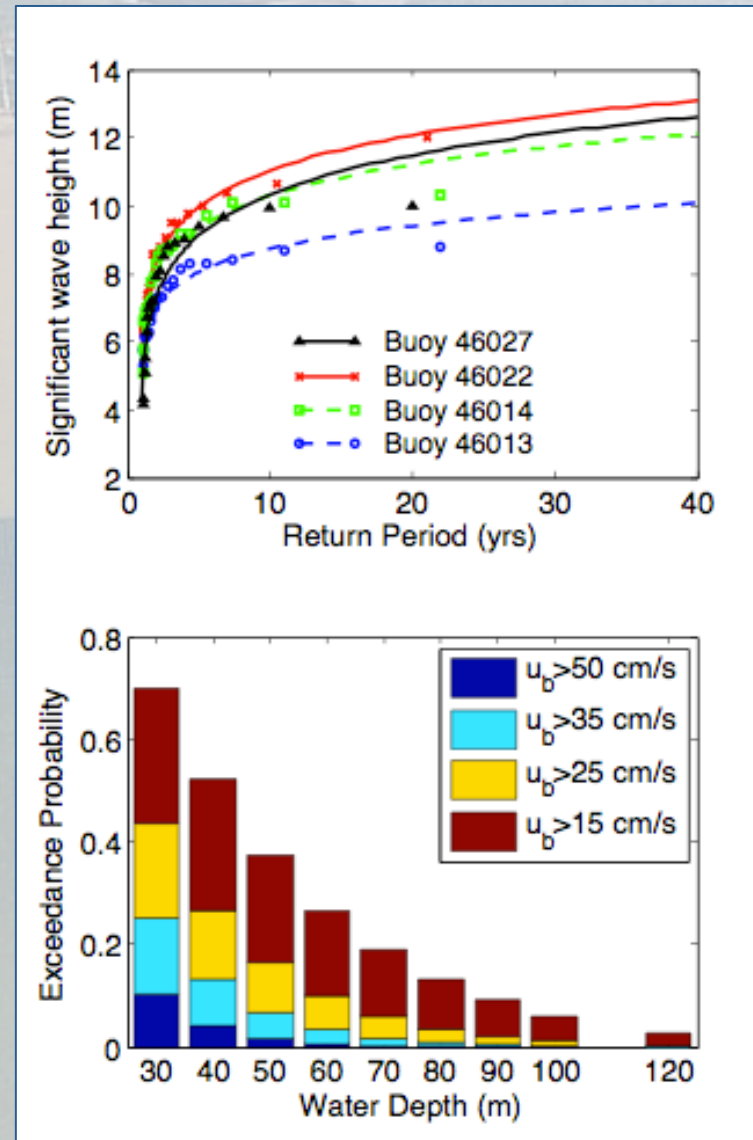 14
12
10
8
6
4
2
Significant wave height (m)
Buoy 46027
Buoy 46022
Buoy 46014
Buoy 46013
0 10 20 30 40
Return Period (yrs)
0.8
0.6
0.4
0.2
0
Exceedance Probability
u_b>50 cm/s
u_b>35 cm/s
u_b>25 cm/s
u_b>15 cm/s
30 40 50 60 70 80 90 100 120
Water Depth (m)